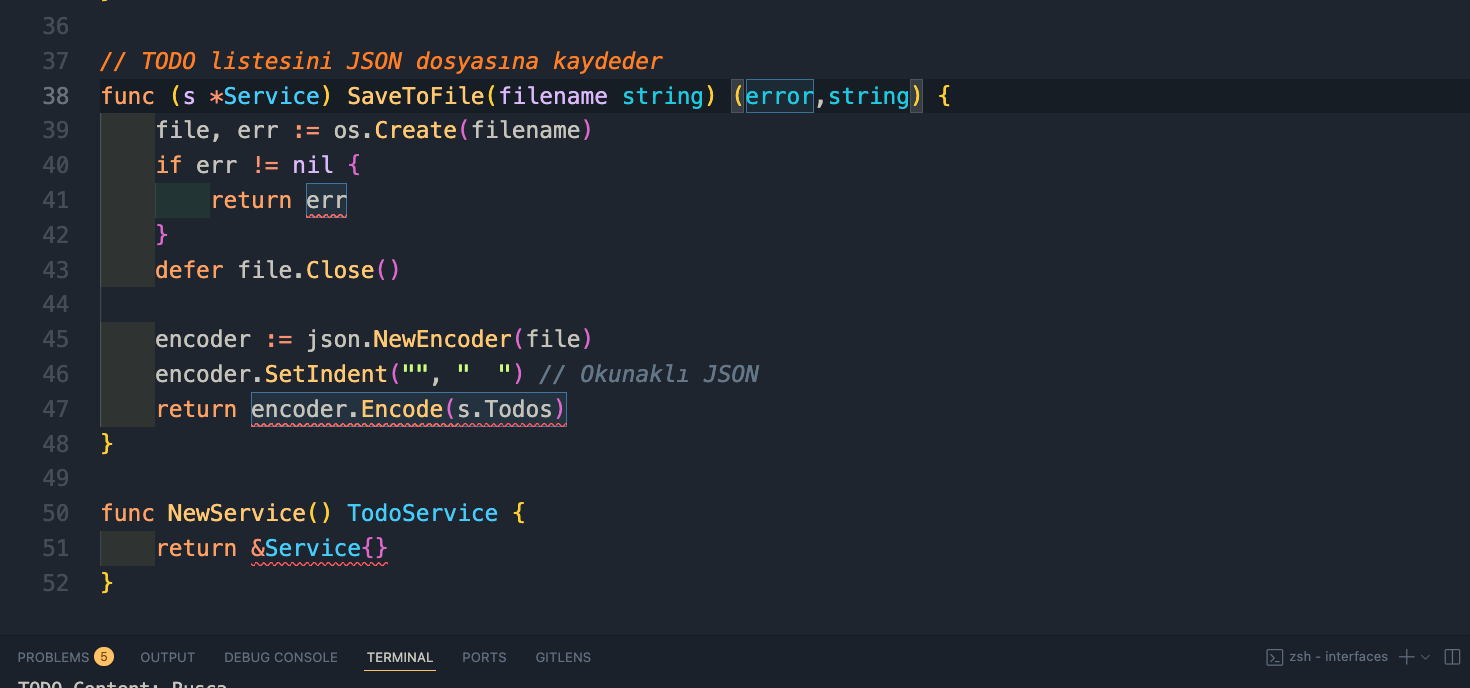 36
37 // TODO listesini JSON dosyasına kaydeder
38 func (s *Service) SaveToFile(filename string) (error,string) {
39 file, err := os.Create(filename)
40 if err != nil {
41 return err
42 }
43 defer file.Close()
44
45 encoder := json.NewEncoder(file)
46 encoder.SetIndent("", "  ") // Okunaklı JSON
47 return encoder.Encode(s.Todos)
48 }
49
50 func NewService() TodoService {
51 return &Service{}
52 }
PROBLEMS 5 OUTPUT DEBUG CONSOLE TERMINAL PORTS GITLENS zsh - interfaces
TODO Content: Rusca